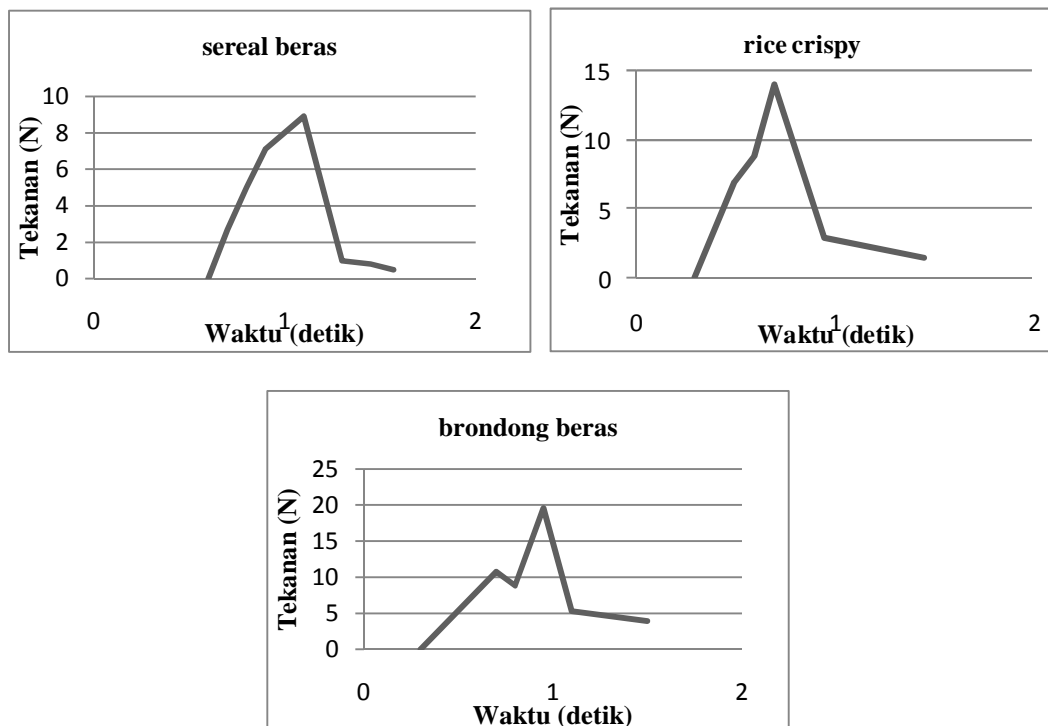 sereal beras
Tekanan (N)
10
8
6
4
2
0
0 1 2
Waktu (detik)
rice crispy
Tekanan (N)
15
10
5
0
0 1 2
Waktu (detik)
brondong beras
Tekanan (N)
25
20
15
10
5
0
0 1 2
Waktu (detik)